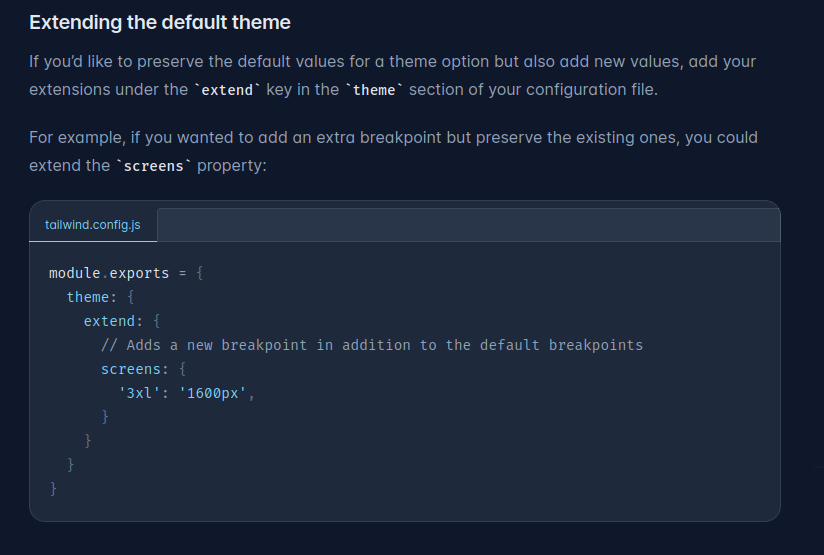 Extending the default theme
If you'd like to preserve the default values for a theme option but also add new values, add your
extensions under the `extend` key in the `theme` section of your configuration file.
For example, if you wanted to add an extra breakpoint but preserve the existing ones, you could
extend the `screens` property:
tailwind.config.js
module.exports = {
  theme: {
    extend: {
      // Adds a new breakpoint in addition to the default breakpoints
      screens: {
        '3xl': '1600px',
      }
    }
  }
}